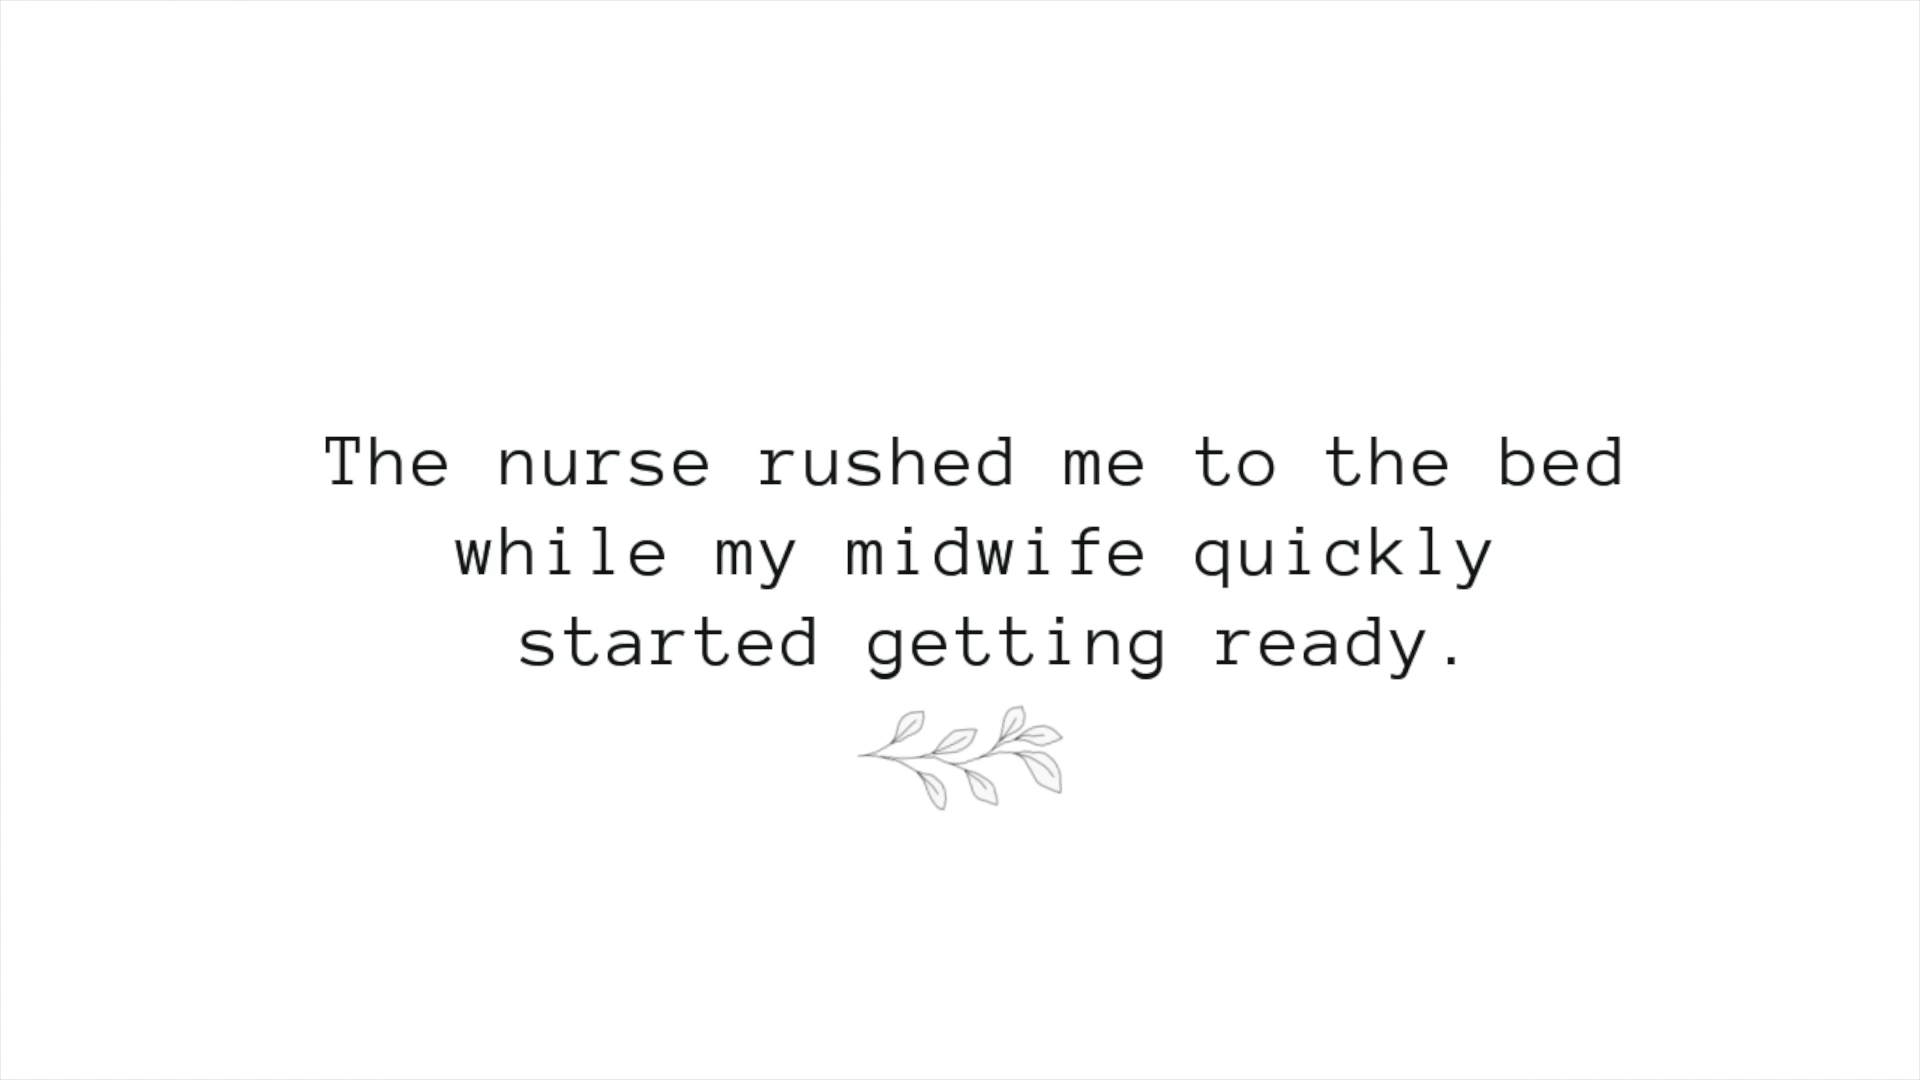 The nurse rushed me to the bed
while my midwife quickly
started getting ready.